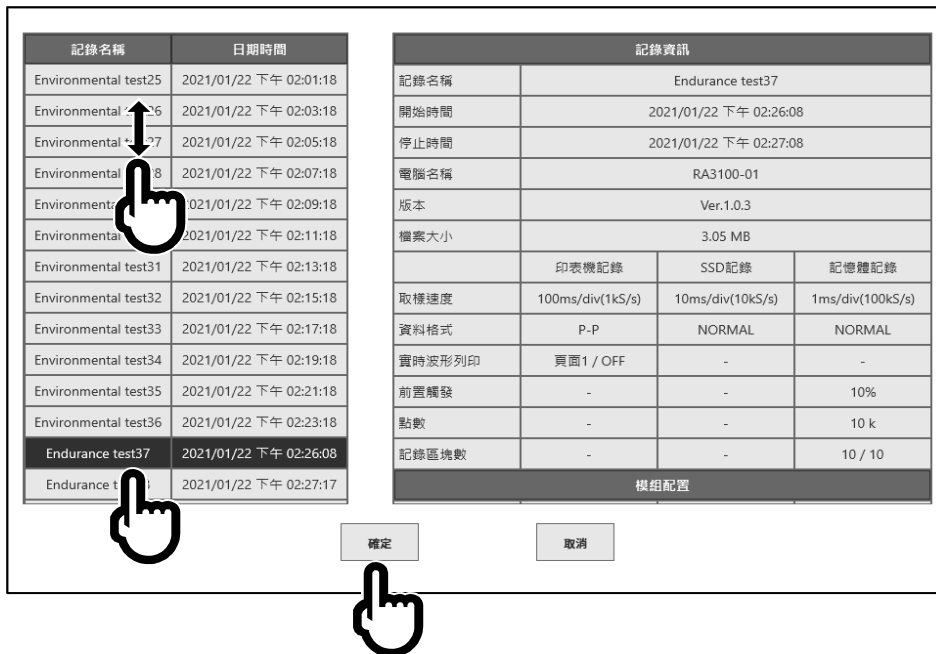 記錄名稱 日期時間
Environmental test25 2021/01/22 下午 02:01:18
Environmental 26 2021/01/22 下午 02:03:18
Environmental 27 2021/01/22 下午 02:05:18
Environmental 8 2021/01/22 下午 02:07:18
Environmental 2021/01/22 下午 02:09:18
Environmental 2021/01/22 下午 02:11:18
Environmental test31 2021/01/22 下午 02:13:18
Environmental test32 2021/01/22 下午 02:15:18
Environmental test33 2021/01/22 下午 02:17:18
Environmental test34 2021/01/22 下午 02:19:18
Environmental test35 2021/01/22 下午 02:21:18
Environmental test36 2021/01/22 下午 02:23:18
Endurance test37 2021/01/22 下午 02:26:08
Endurance 2021/01/22 下午 02:27:17
記錄資訊
記錄名稱 Endurance test37
開始時間 2021/01/22 下午 02:26:08
停止時間 2021/01/22 下午 02:27:08
電腦名稱 RA3100-01
版本 Ver.1.0.3
檔案大小 3.05 MB
印表機記錄 SSD記錄 記憶體記錄
取樣速度 100ms/div(1kS/s) 10ms/div(10kS/s) 1ms/div(100kS/s)
資料格式 P-P NORMAL NORMAL
實時波形列印 頁面1 / OFF - -
前置觸發 - - 10%
點數 - - 10 k
記錄區塊數 - - 10 / 10
模組配置
確定 取消